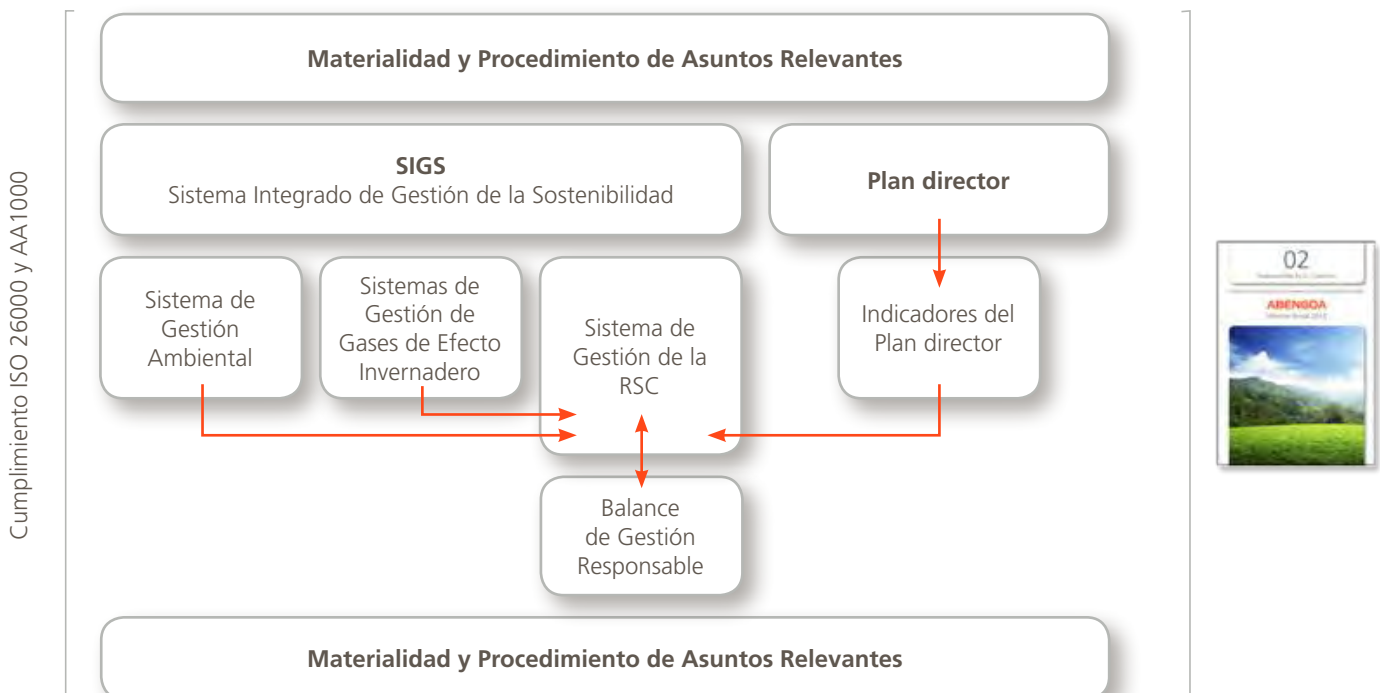 Cumplimiento ISO 26000 y AA1000
Materialidad y Procedimiento de Asuntos Relevantes
SIGS
Sistema Integrado de Gestión de la Sostenibilidad
Plan director
Sistema de
Gestión
Ambiental
Sistemas de
Gestión de
Gases de Efecto
Invernadero
Sistema de
Gestión de la
RSC
Indicadores del
Plan director
Balance
de Gestión
Responsable
Materialidad y Procedimiento de Asuntos Relevantes
02
ABENGOA